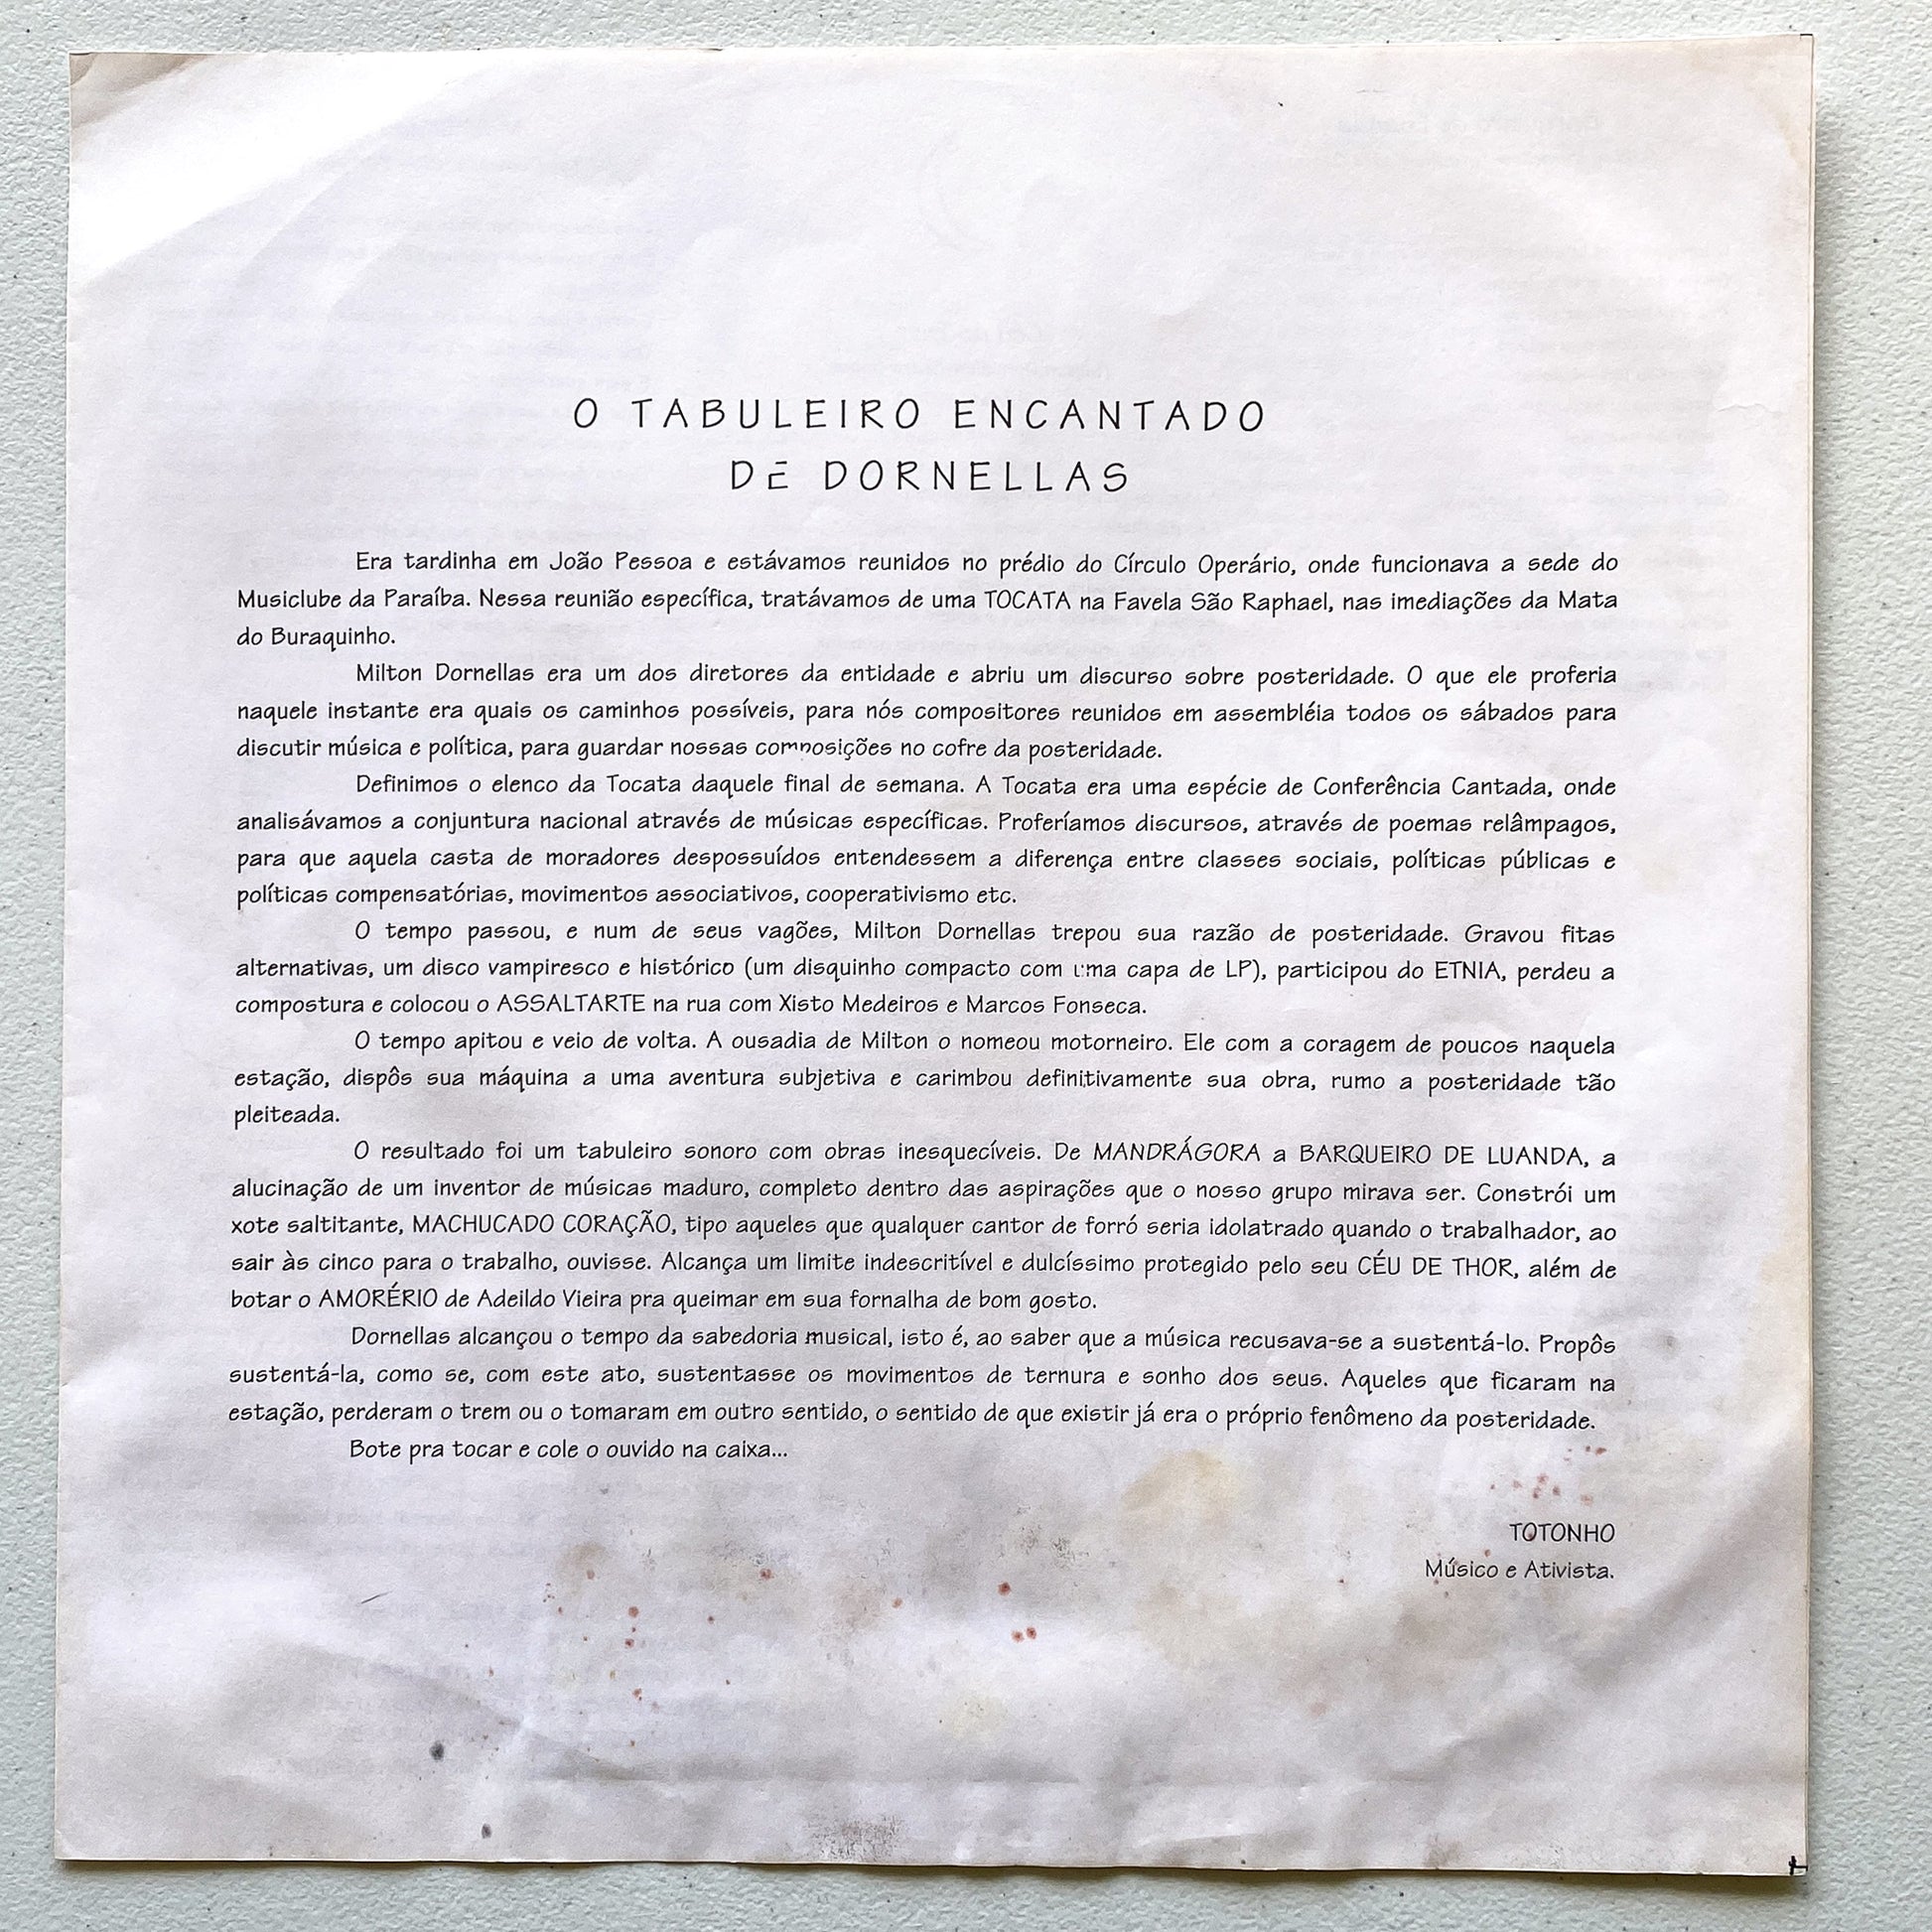 O TABULEIRO ENCANTADO
DE DORNELLAS
Era tardinha em João Pessoa e estávamos reunidos no prédio do Círculo Operário, onde funcionava a sede do
Musiclube da Paraíba. Nessa reunião específica, tratávamos de uma TOCATA na Favela São Raphael, nas imediações da Mata
do Buraquinho.
Milton Dornellas era um dos diretores da entidade e abriu um discurso sobre posteridade. O que ele proferia
naquele instante era quais os caminhos possíveis, para nós compositores reunidos em assembléia todos os sábados para
discutir música e política, para guardar nossas composições no cofre da posteridade.
Definimos o elenco da Tocata daquele final de semana. A Tocata era uma espécie de Conferência Cantada, onde
analisávamos a conjuntura nacional através de músicas específicas. Proferíamos discursos, através de poemas relâmpagos,
para que aquela casta de moradores despossuídos entendessem a diferença entre classes sociais, políticas públicas e
políticas compensatórias, movimentos associativos, cooperativismo etc.
O tempo passou, e num de seus vagões, Milton Dornellas trepou sua razão de posteridade. Gravou fitas
alternativas, um disco vampiresco e histórico (um disquinho compacto com uma capa de LP), participou do ETNIA, perdeu a
compostura e colocou o ASSALTARTE na rua com Xisto Medeiros e Marcos Fonseca.
O tempo apitou e veio de volta. A ousadia de Milton o nomeou motorneiro. Ele com a coragem de poucos naquela
estação, dispôs sua máquina a uma aventura subjetiva e carimbou definitivamente sua obra, rumo a posteridade tão
pleiteada.
O resultado foi um tabuleiro sonoro com obras inesquecíveis. De MANDRÁGORA a BARQUEIRO DE LUANDA, a
alucinação de um inventor de músicas maduro, completo dentro das aspirações que o nosso grupo mirava ser. Constrói um
xote saltitante, MACHUCADO CORAÇÃO, tipo aqueles que qualquer cantor de forró seria idolatrado quando o trabalhador, ao
sair às cinco para o trabalho, ouvisse. Alcança um limite indescritível e dulcíssimo protegido pelo seu CÉU DE THOR, além de
botar o AMORÉRIO de Adeildo Vieira pra queimar em sua fornalha de bom gosto.
Dornellas alcançou o tempo da sabedoria musical, isto é, ao saber que a música recusava-se a sustentá-lo. Propôs
sustentá-la, como se, com este ato, sustentasse os movimentos de ternura e sonho dos seus. Aqueles que ficaram na
estação, perderam o trem ou o tomaram em outro sentido, o sentido de que existir já era o próprio fenômeno da posteridade.
Bote pra tocar e cole o ouvido na caixa...
TOTONHO
Músico e Ativista.